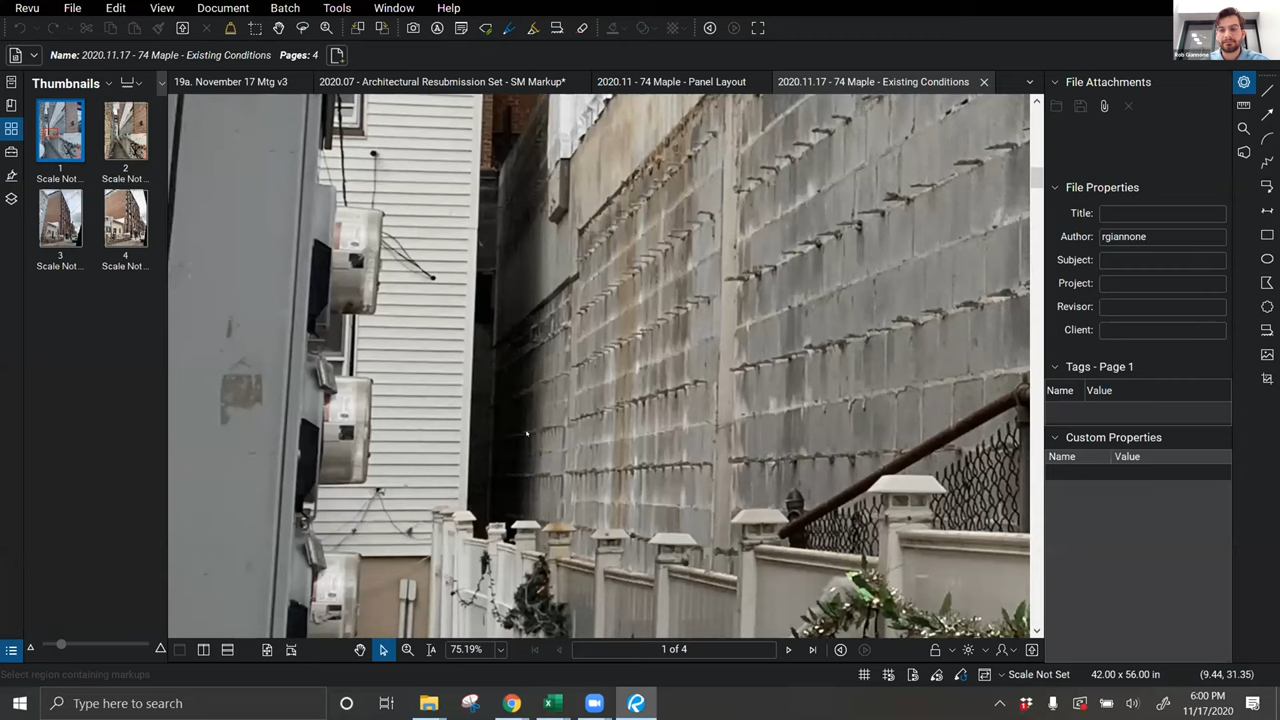 Revu File Edit View Document Batch Tools Window Help
Name: 2020.11.17 - 74 Maple - Existing Conditions Pages: 4
Rob Giannone
Thumbnails
19a. November 17 Mtg v3
2020.07 - Architectural Resubmission Set - SM Markup*
2020.11 - 74 Maple - Panel Layout
2020.11.17 - 74 Maple - Existing Conditions
1
Scale Not...
2
Scale Not...
3
Scale Not...
4
Scale Not...
File Attachments
File Properties
Title:
Author: rgiannone
Subject:
Project:
Revisor:
Client:
Tags - Page 1
Name Value
Custom Properties
Name Value
75.19%
1 of 4
Select region containing markups
Scale Not Set
42.00 x 56.00 in
(9.44, 31.35)
Type here to search
6:00 PM
11/17/2020